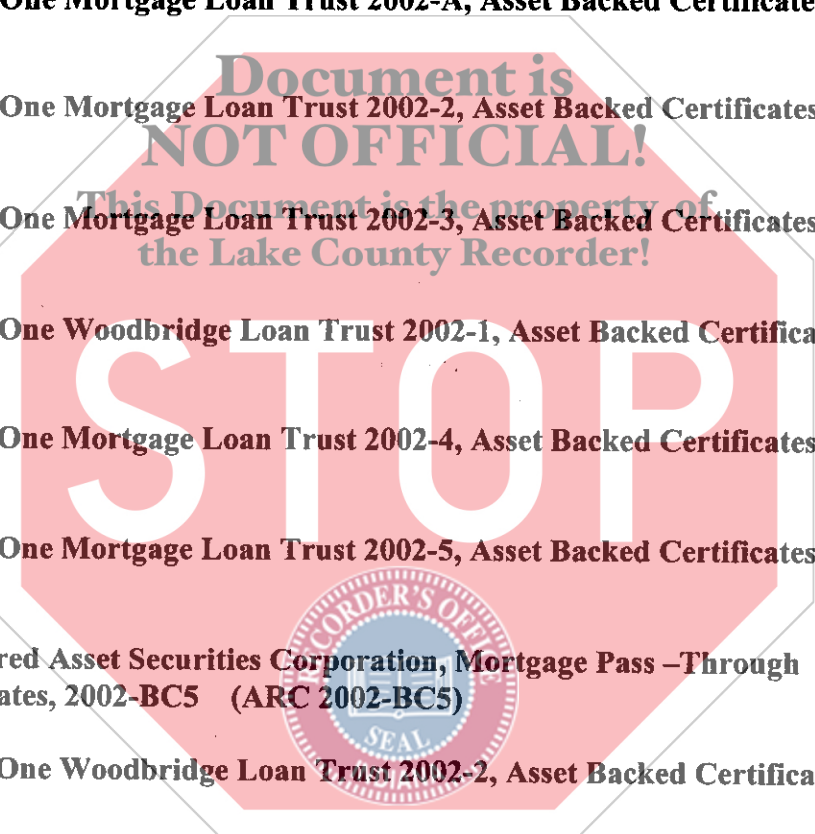 One Mortgage Loan Trust 2002-A, Asset Backed Certificate
Document is
One Mortgage Loan Trust 2002-2, Asset Backed Certificates
NOT OFFICIAL!
This Document is the property of
One Mortgage Loan Trust 2002-3, Asset Backed Certificates
the Lake County Recorder!
One Woodbridge Loan Trust 2002-1, Asset Backed Certifica
STOP
One Mortgage Loan Trust 2002-4, Asset Backed Certificates
One Mortgage Loan Trust 2002-5, Asset Backed Certificates
RECORDER'S OFFICE
red Asset Securities Corporation, Mortgage Pass –Through
ates, 2002-BC5 (ARC 2002-BC5)
SEAL
One Woodbridge Loan Trust 2002-2, Asset Backed Certifica